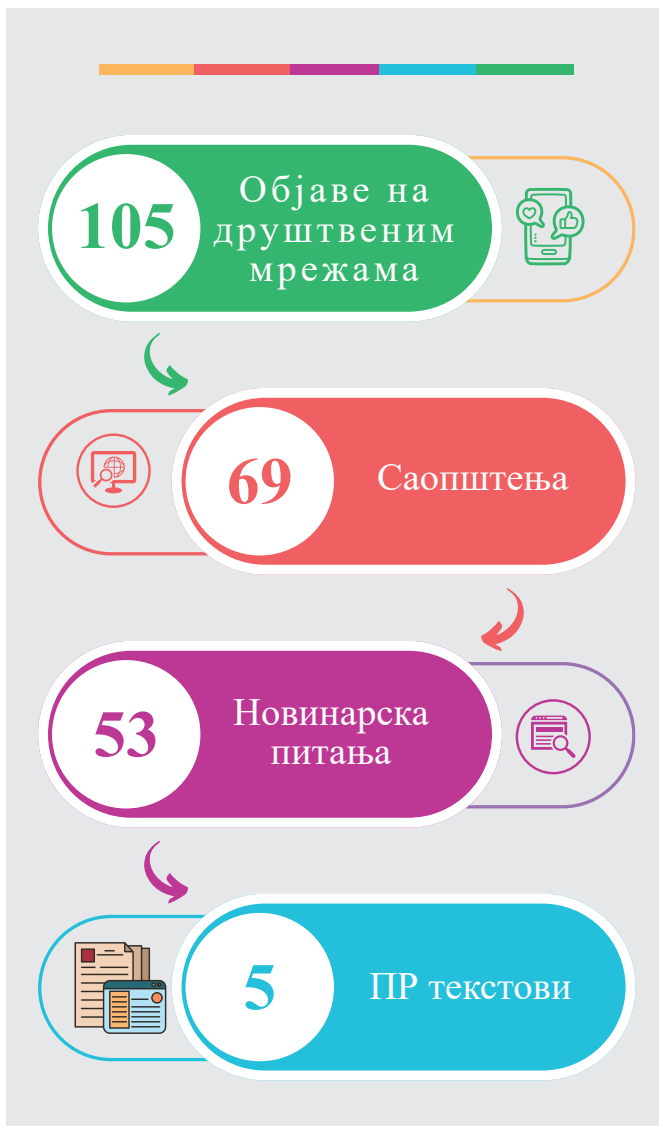 105
Објаве на
друштвеним
мрежама
69
Саопштења
53
Новинарска
питања
5
ПР текстови